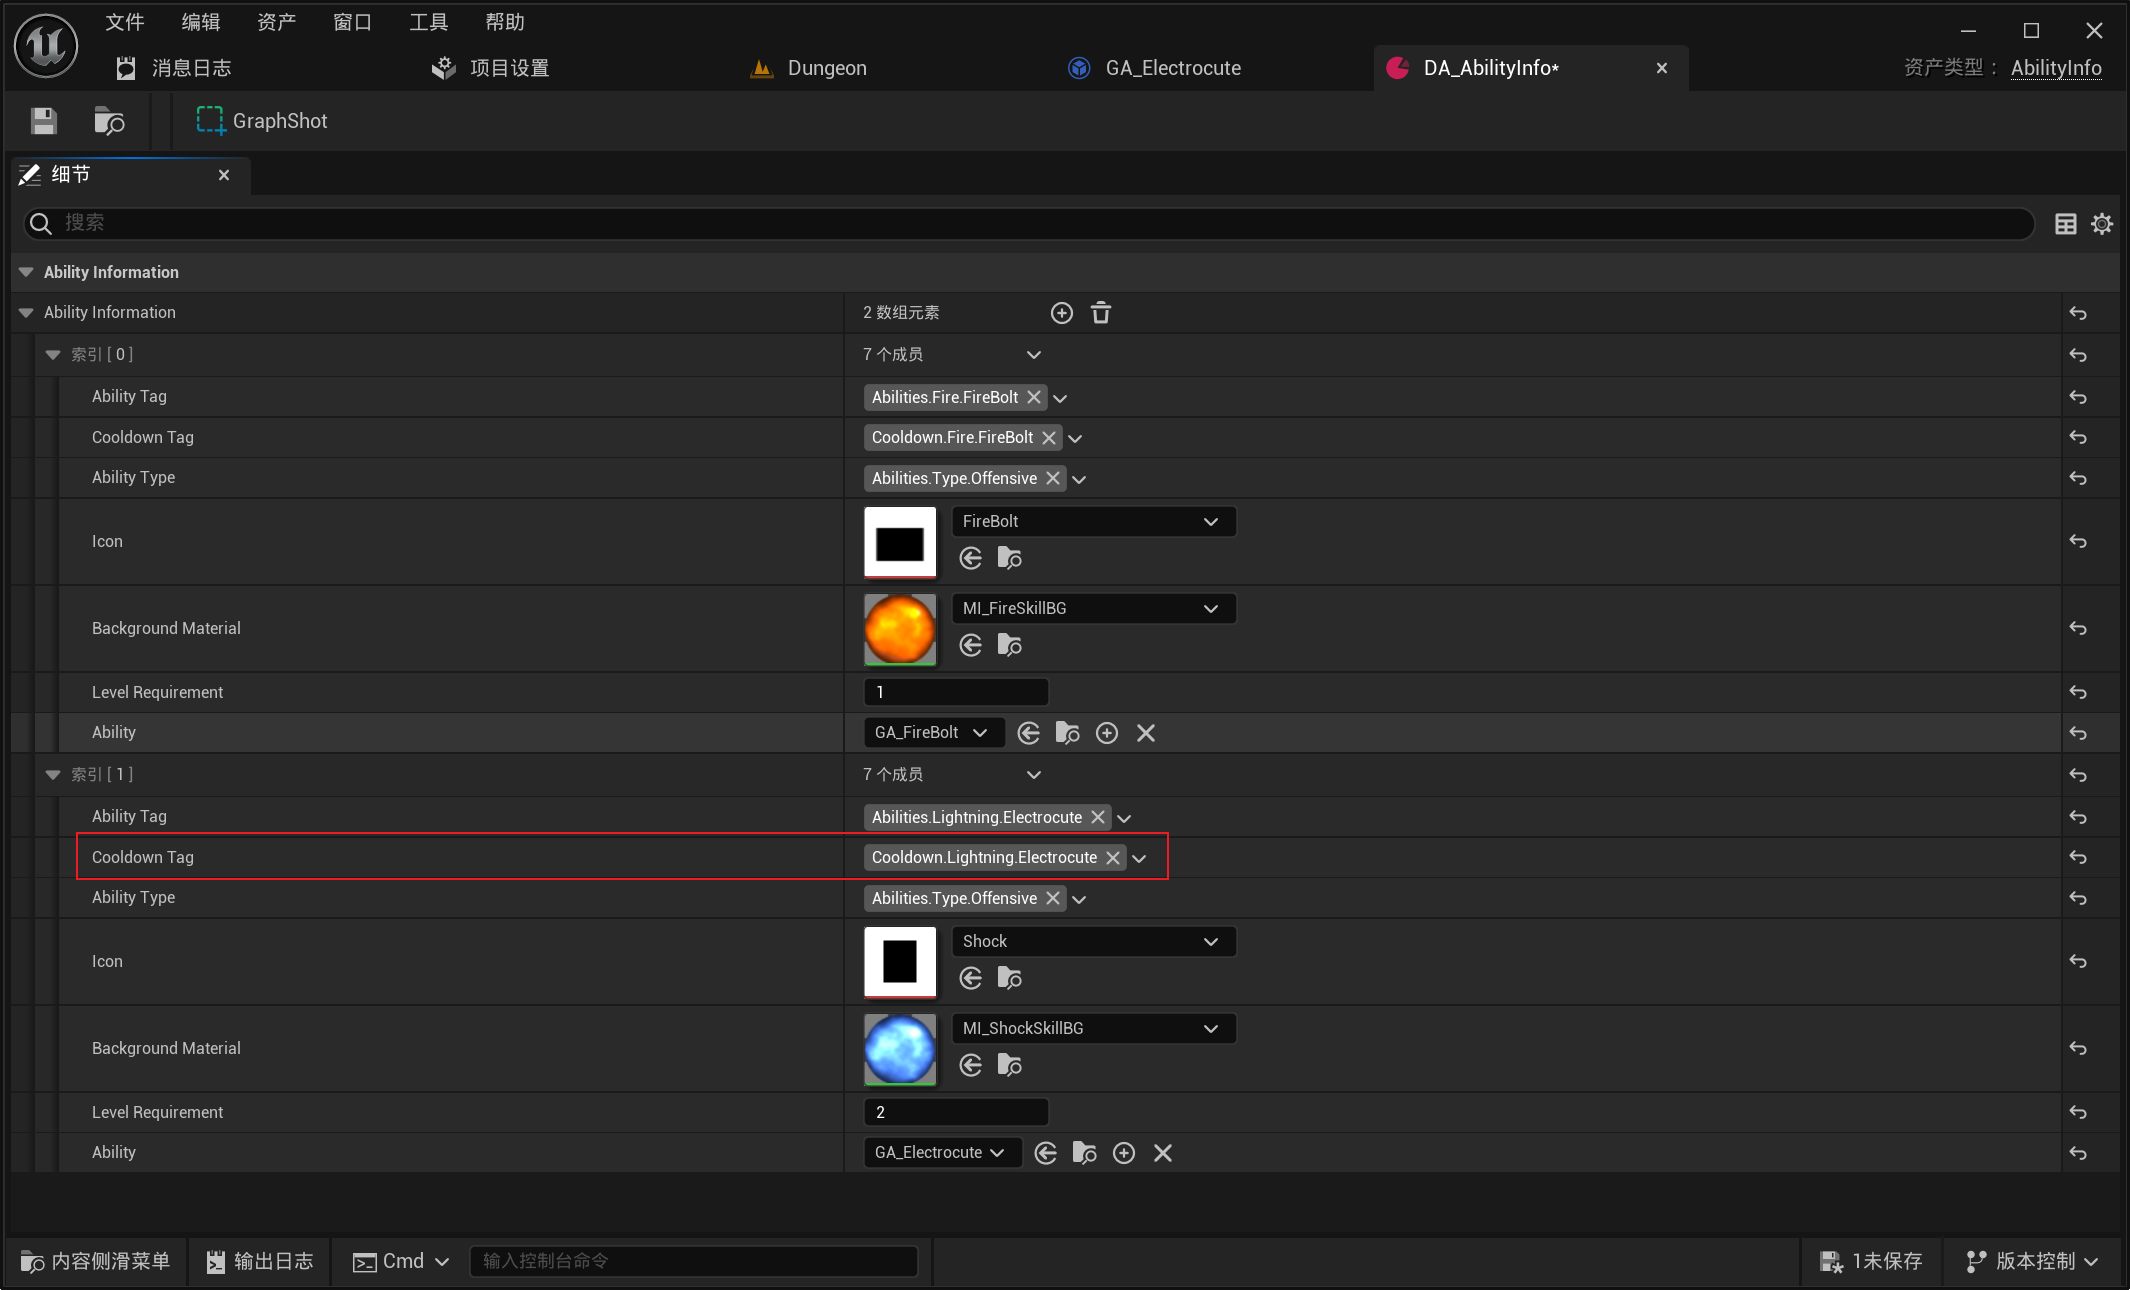 文件 编辑 资产 窗口 工具 帮助
消息日志 项目设置 Dungeon GA_Electrocute DA_AbilityInfo* 资产类型： AbilityInfo
GraphShot
细节
搜索
Ability Information
Ability Information 2 数组元素
索引 [ 0 ] 7 个成员
Ability Tag Abilities.Fire.FireBolt
Cooldown Tag Cooldown.Fire.FireBolt
Ability Type Abilities.Type.Offensive
Icon FireBolt
Background Material MI_FireSkillBG
Level Requirement 1
Ability GA_FireBolt
索引 [ 1 ] 7 个成员
Ability Tag Abilities.Lightning.Electrocute
Cooldown Tag Cooldown.Lightning.Electrocute
Ability Type Abilities.Type.Offensive
Icon Shock
Background Material MI_ShockSkillBG
Level Requirement 2
Ability GA_Electrocute
内容侧滑菜单 输出日志 Cmd 输入控制台命令 1未保存 版本控制